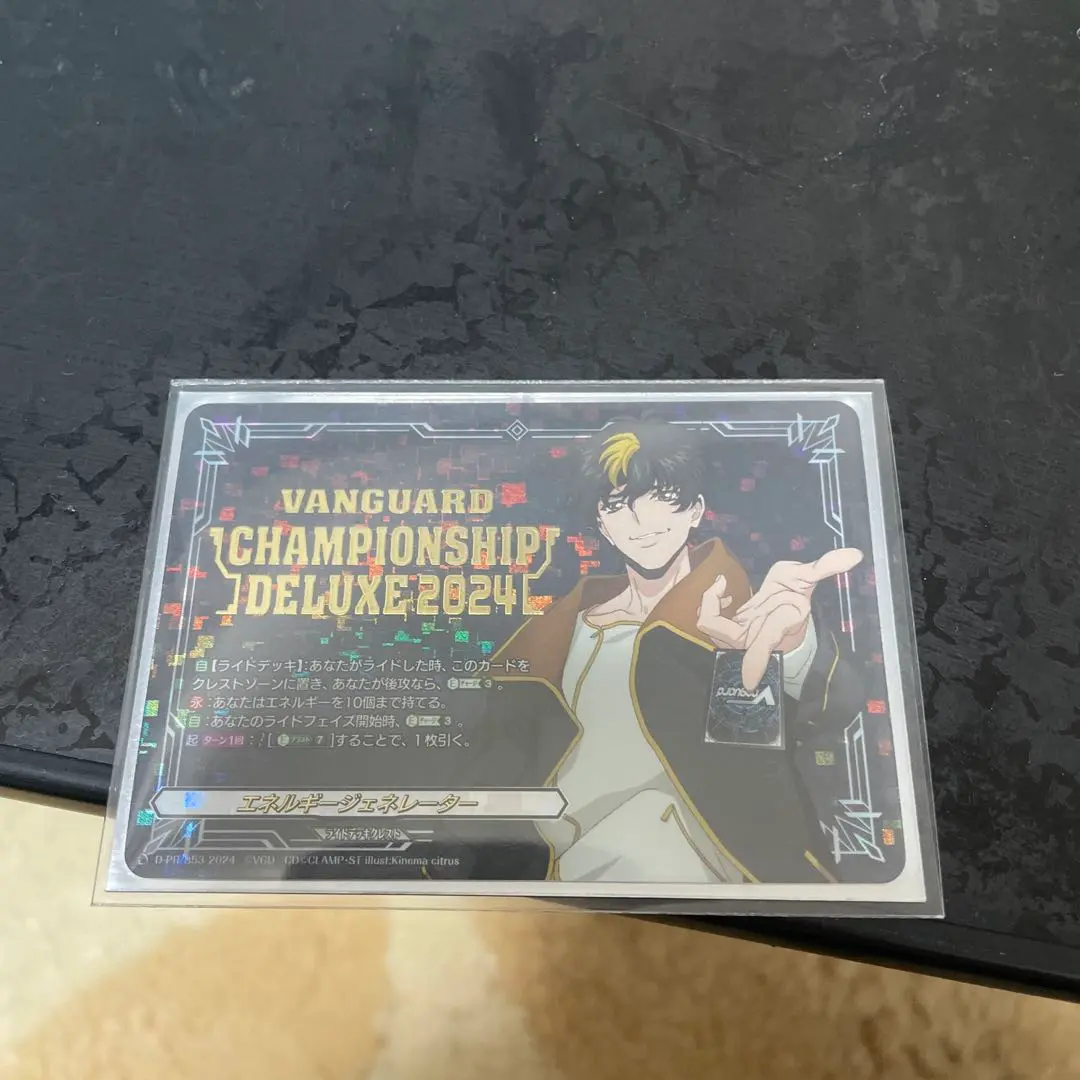 VANGUARD
CHAMPIONSHIP
DELUXE 2024
自【ライドデッキ】：あなたがライドした時、このカードを
クレストゾーンに置き、あなたが後攻なら、Eチャージ3。
永：あなたはエネルギーを10個まで持てる。
自：あなたのライドフェイズ開始時、Eチャージ3。
起 ターン1回：[Eブラスト7]することで、1枚引く。
Vanguard
エネルギージェネレーター
ライドデッキクレスト
D-PR/853 2024 ©VGD CD©CLAMP・ST illust:Kinema citrus